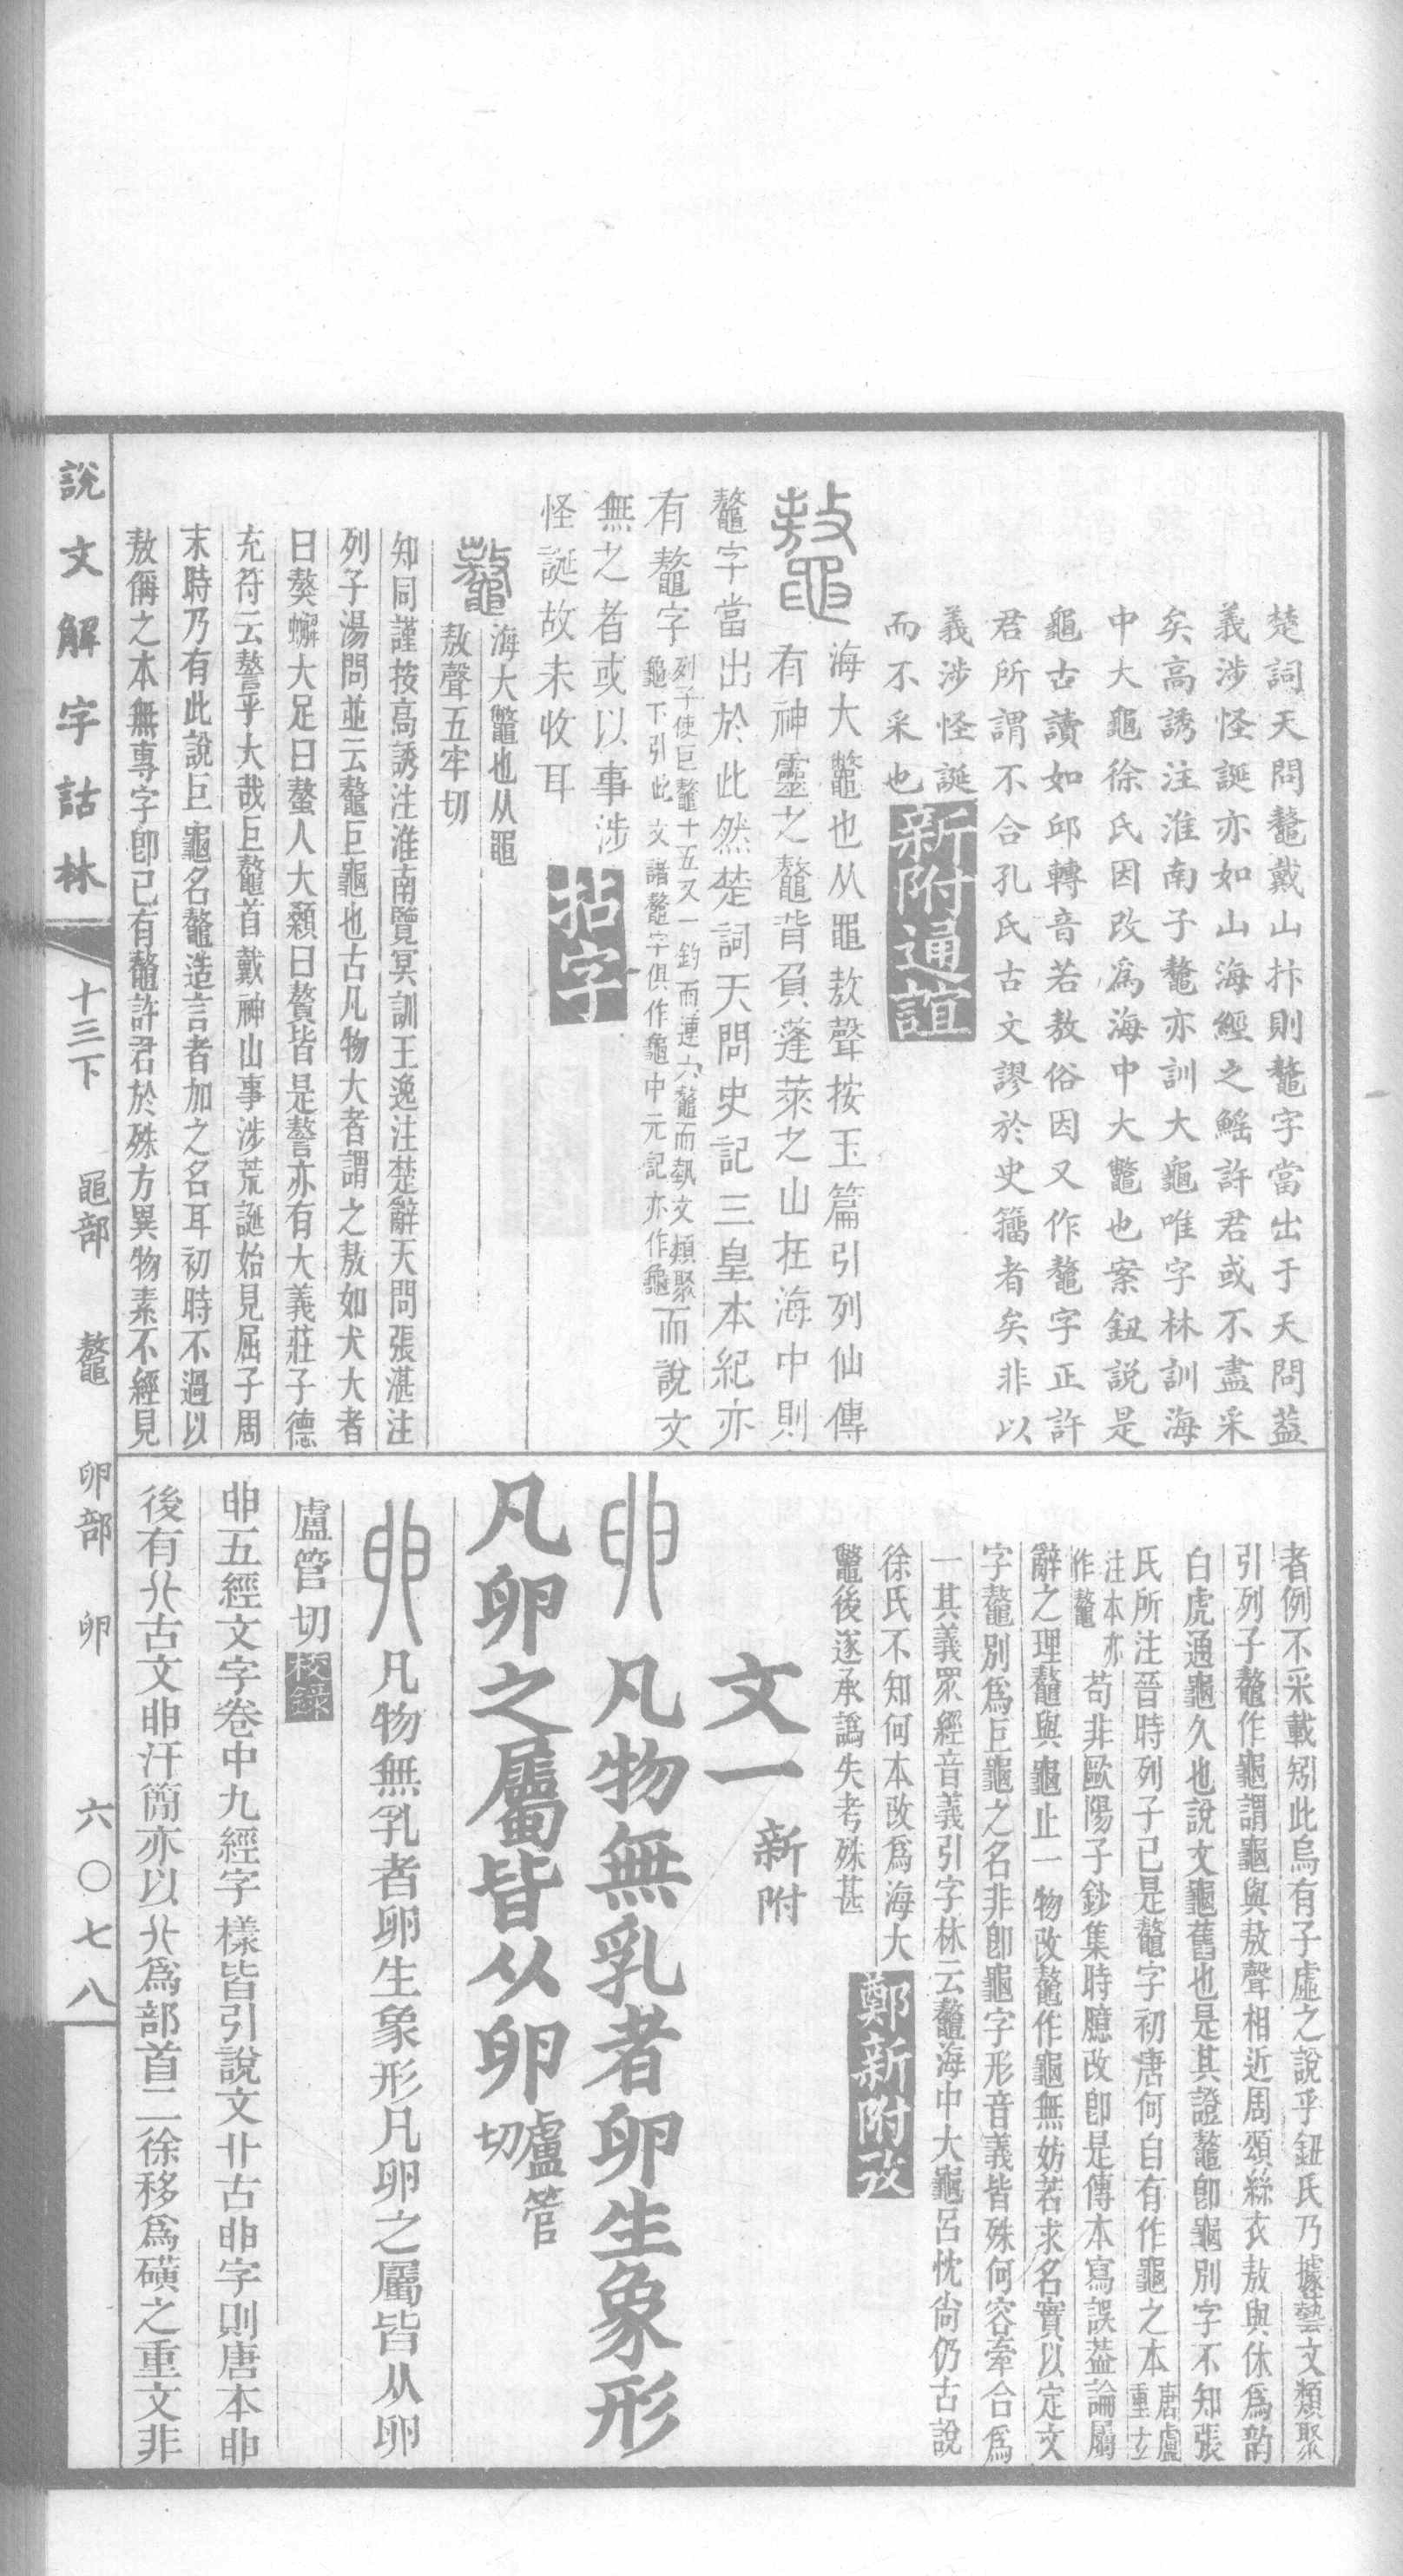 楚詞天問鼇戴山抃則鼇字當出于天問葢
義涉怪誕亦如山海經之鰩許君或不盡采
矣高誘注淮南子鼇亦訓大龜唯字林訓海
中大龜徐氏因改爲海中大鼈也案鈕説是
龜古讀如邱轉音若敖俗因又作鼇字正許
君所謂不合孔氏古文謬於史籀者矣非以
義涉怪誕
而不采也
新附通誼
鼇
海大鼈也从黽敖聲按玉篇引列仙傳
有神靈之鼇背負蓬萊之山在海中則
鼇字當出於此然楚詞天問史記三皇本紀亦
有鼇字
列子使巨鼇十五又一釣而連六鼇而埶文類聚
龜下引此文諸鼇字俱作龜中元記亦作龜
而說文
無之者或以事涉
怪誕故未收耳
拈字
鼇
海大鼈也从黽
敖聲五牢切
知同謹按高誘注淮南覽冥訓王逸注楚辭天問張湛注
列子湯問並云鼇巨龜也古凡物大者謂之敖如犬大者
曰獒蠏大足曰螯人大顙曰贅皆是謷亦有大義莊子德
充符云謷乎大哉巨鼇首戴神山事涉荒誕始見屈子周
末時乃有此說巨龜名鼇造言者加之名耳初時不過以
敖偁之本無專字卽已有鼇許君於殊方異物素不經見
者例不采載矧此烏有子虛之說乎鈕氏乃據藝文類聚
引列子鼇作龜謂龜與敖聲相近周頌絲衣敖與休爲韵
白虎通龜久也說文龜舊也是其證鼇卽龜別字不知張
氏所注晉時列子已是鼇字初唐何自有作龜之本
唐盧
重玄
注本亦
作鼇
苟非歐陽子鈔集時臆改卽是傳本寫誤葢論屬
辭之理鼇與龜止一物改鼇作龜無妨若求名實以定文
字鼇別爲巨龜之名非卽龜字形音義皆殊何容牽合爲
一其義眾經音義引字林云鼇海中大龜呂忱尙仍古說
徐氏不知何本改爲海大
鼈後遂承譌失考殊甚
鄭新附攷
文一
新附
卵
凡物無乳者卵生象形
凡卵之屬皆从卵
盧管
切
卵
凡物無乳者卵生象形凡卵之屬皆从卵
盧管切
校錄
卵五經文字卷中九經字樣皆引說文卝古卵字則唐本卵
後有卝古文卵汗簡亦以卝爲部首二徐移爲磺之重文非
說文解字詁林
十三下
黽部
鼇
卵部
卵
六〇七八